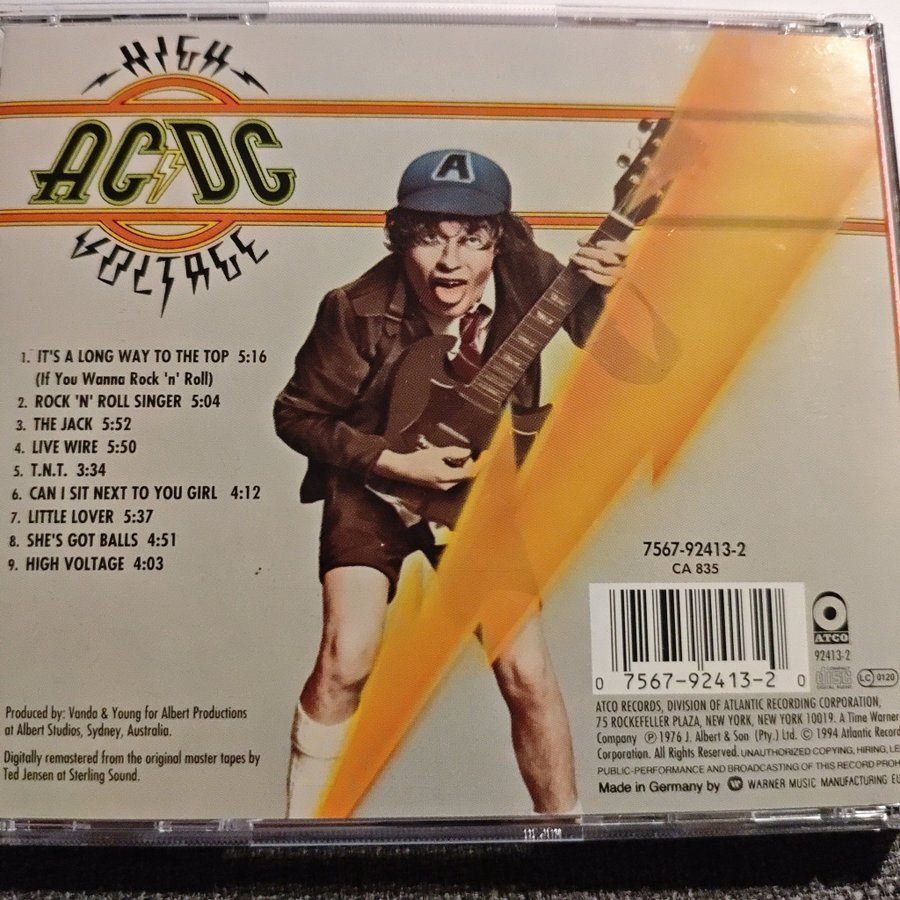 HIGH
AC/DC
VOLTAGE
A
1. IT'S A LONG WAY TO THE TOP 5:16
(If You Wanna Rock 'n' Roll)
2. ROCK 'N' ROLL SINGER 5:04
3. THE JACK 5:52
4. LIVE WIRE 5:50
5. T.N.T. 3:34
6. CAN I SIT NEXT TO YOU GIRL 4:12
7. LITTLE LOVER 5:37
8. SHE'S GOT BALLS 4:51
9. HIGH VOLTAGE 4:03
Produced by: Vanda & Young for Albert Productions
at Albert Studios, Sydney, Australia.
Digitally remastered from the original master tapes by
Ted Jensen at Sterling Sound.
7567-92413-2
CA 835
0 7567-92413-2 0
ATCO
92413-2
COMPACT
disc
DIGITAL AUDIO
LC 0120
ATCO RECORDS, DIVISION OF ATLANTIC RECORDING CORPORATION,
75 ROCKEFELLER PLAZA, NEW YORK, NEW YORK 10019. A Time Warner
Company ℗ 1976 J. Albert & Son (Pty.) Ltd. © 1994 Atlantic Record
Corporation. All Rights Reserved. UNAUTHORIZED COPYING, HIRING, LE
PUBLIC-PERFORMANCE AND BROADCASTING OF THIS RECORD PROH
Made in Germany by WARNER MUSIC MANUFACTURING EU